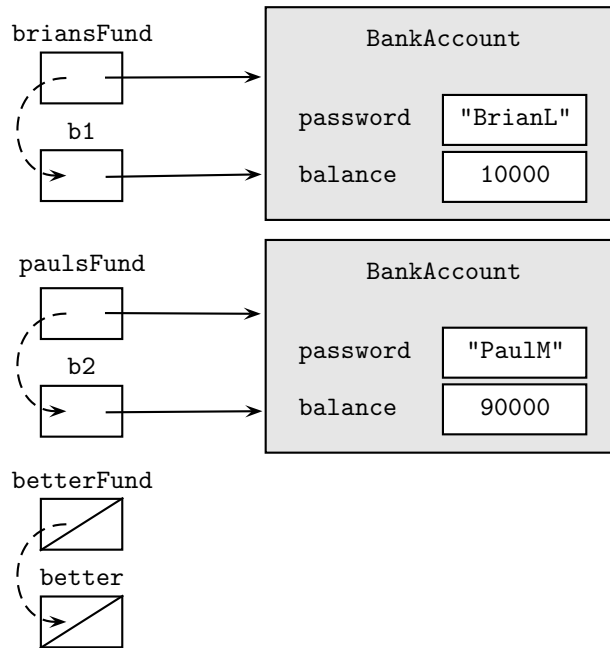 briansFund
BankAccount
password "BrianL"
b1
balance 10000
paulsFund
BankAccount
password "PaulM"
b2
balance 90000
betterFund
better